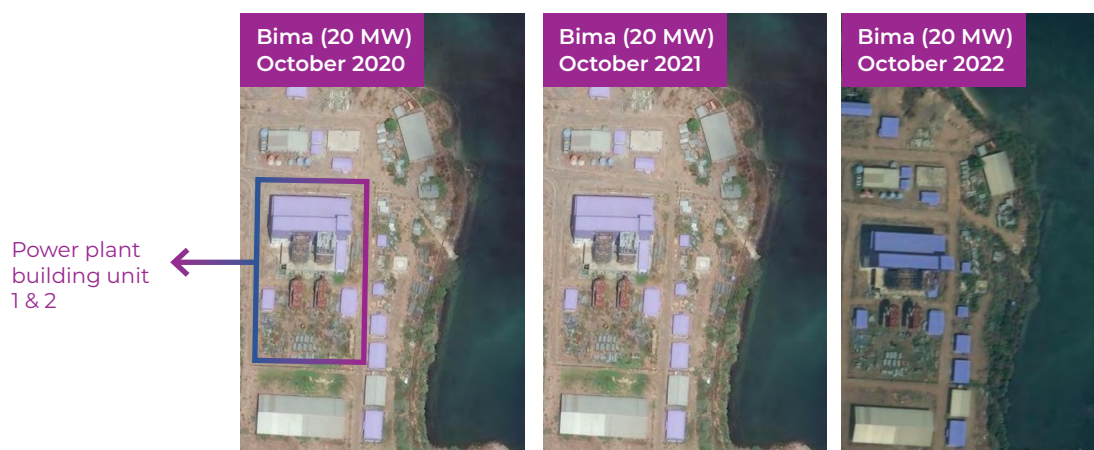 Bima (20 MW)
October 2020
Bima (20 MW)
October 2021
Bima (20 MW)
October 2022
Power plant
building unit
1 & 2